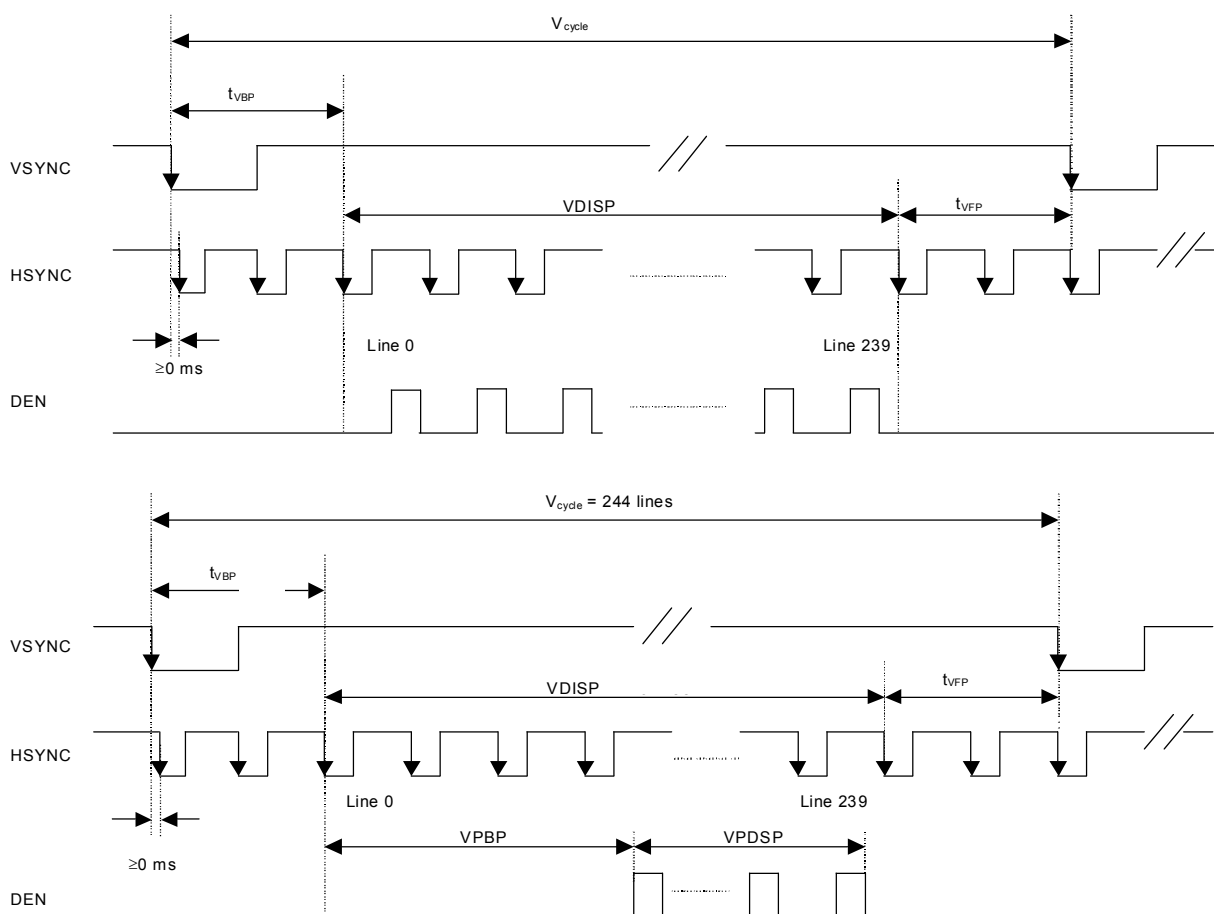 Vcycle
tVBP
VSYNC
VDISP
tVFP
HSYNC
Line 0
Line 239
≥0 ms
DEN
Vcycle = 244 lines
tVBP
VSYNC
VDISP
tVFP
HSYNC
Line 0
Line 239
VPBP
VPDSP
≥0 ms
DEN